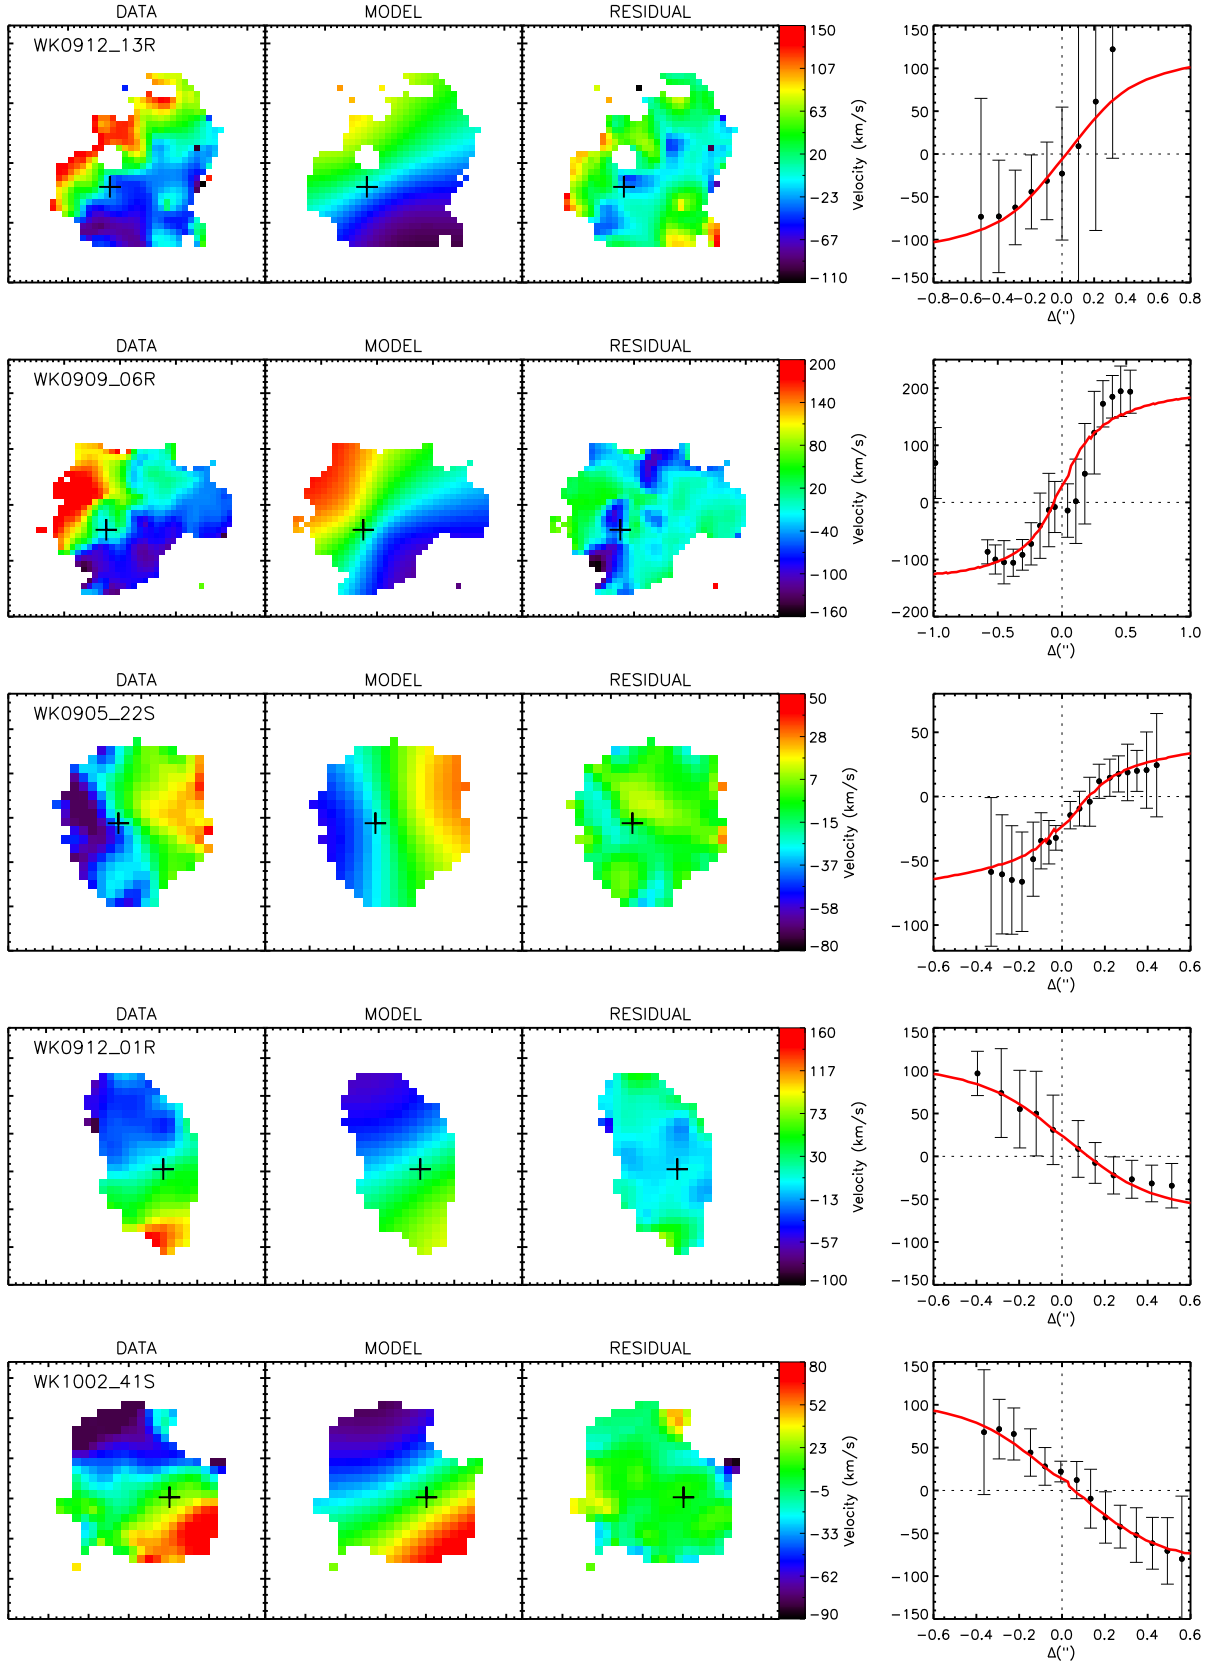 DATA MODEL RESIDUAL
WK0912_13R
150
107
63
20
−23
−67
−110
Velocity (km/s)
150
100
50
0
−50
−100
−150
−0.8 −0.6 −0.4 −0.2 0.0 0.2 0.4 0.6 0.8
Δ('')
DATA MODEL RESIDUAL
WK0909_06R
200
140
80
20
−40
−100
−160
Velocity (km/s)
200
100
0
−100
−200
−1.0 −0.5 0.0 0.5 1.0
Δ('')
DATA MODEL RESIDUAL
WK0905_22S
50
28
7
−15
−37
−58
−80
Velocity (km/s)
50
0
−50
−100
−0.6 −0.4 −0.2 0.0 0.2 0.4 0.6
Δ('')
DATA MODEL RESIDUAL
WK0912_01R
160
117
73
30
−13
−57
−100
Velocity (km/s)
150
100
50
0
−50
−100
−150
−0.6 −0.4 −0.2 0.0 0.2 0.4 0.6
Δ('')
DATA MODEL RESIDUAL
WK1002_41S
80
52
23
−5
−33
−62
−90
Velocity (km/s)
150
100
50
0
−50
−100
−150
−0.6 −0.4 −0.2 0.0 0.2 0.4 0.6
Δ('')